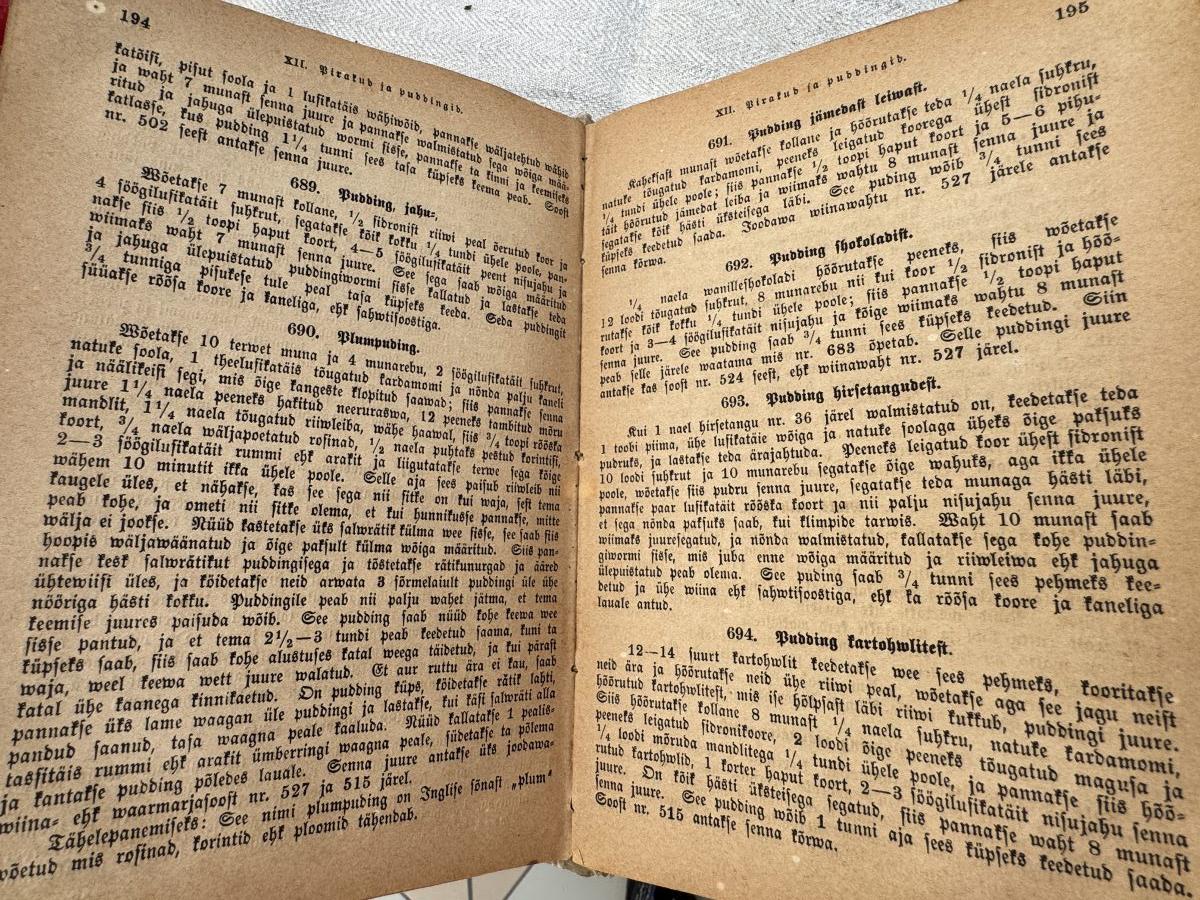 194
XII. Pirakud ja puddingid.
katöisi, pisut soola ja 1 lusikatäis wähiwõid, pannakse wäljatehtud wähid
ja waht 7 munast senna juure ja pannakse walmistatud sega wõiga mää-
ritud ja jahuga ülepuistatud wormi sisse, pannakse ta kinni ja keemiseks
katlasse, kus pudding 1 1/4 tunni sees tasa küpseks keema peab. Soost
nr. 502 seest antakse senna juure.
689. Pudding, jahu-,
Wõetakse 7 munast kollane, 1/2 sidronist riiwi peal õerutud koor ja
4 söögilusikatäit suhkrut, segatakse kõik kokku 1/4 tundi ühele poole, pan-
nakse siis 1/2 toopi haput koort, 4—5 söögilusikatäit peent nisujahu ja
wiimaks waht 7 munast senna juure. See sega saab wõiga määritud
ja jahuga ülepuistatud puddingiwormi sisse kallatud ja lastakse teda
3/4 tunniga pisukese tule peal tasa küpseks keeda. Seda puddingit
süüakse rõõsa koore ja kaneliga, ehk sahwtisoostiga.
690. Plumpuding.
Wõetakse 10 terwet muna ja 4 munarebu, 2 söögilusikatäit suhkrut,
natuke soola, 1 theelusikatäis tõugatud kardamomi ja nõnda palju kaneli
ja näälikeisi segi, mis õige kangeste klopitud saawad; siis pannakse senna
juure 1 1/4 naela peeneks hakitud neeruraswa, 12 peeneks tambitud mõru
mandlit, 1 1/4 naela tõugatud riiwleiba, wähe haawal, siis 3/4 toopi rõõska
koort, 3/4 naela wäljapoetatud rosinad, 1/2 naela puhtaks pestud korintisi,
2—3 söögilusikatäit rummi ehk arakit ja liigutatakse terwe sega kõige
wähem 10 minutit ikka ühele poole. Selle aja sees paisub riiwleib nii
kaugele üles, et nähakse, kas see sega nii sitke on kui waja, sest tema
peab kohe, ja ometi nii sitke olema, et kui hunnikusse pannakse, mitte
wälja ei jookse. Nüüd kastetakse üks salwrätik külma wee sisse, see saab siis
hoopis wäljawäänatud ja õige paksult külma wõiga määritud. Siis pan-
nakse kesk salwrätikut puddingisega ja tõstetakse rätikunurgad ja ääred
ühtewiisi üles, ja köidetakse neid arwata 3 sõrmelaiult puddingi üle ühe
nööriga hästi kokku. Puddingile peab nii palju wahet jätma, et tema
keemise juures paisuda wõib. See pudding saab nüüd kohe keewa wee
sisse pantud, ja et tema 2 1/2—3 tundi peab keedetud saama, kuni ta
küpseks saab, siis saab kohe alustuses katal weega täidetud, ja kui pärast
waja, weel keewa wett juure walatud. Et aur ruttu ära ei kau, saab
katal ühe kaanega kinnikaetud. On pudding küps, köidetakse rätik lahti,
pannakse üks lame waagan üle puddingi ja lastakse, kui käsi salwräti alla
pandud saanud, tasa waagna peale kaaluda. Nüüd kallatakse 1 pealis-
tassitäis rummi ehk arakit ümberringi waagna peale, südetakse ta põlema
ja kantakse pudding põledes lauale. Senna juure antakse üks joodawa-
wiina- ehk waarmarjasoost nr. 527 ja 515 järel.
Tähelepanemiseks: See nimi plumpuding on Inglise sõnast „plum"
wõetud mis rosinad, korintid ehk ploomid tähendab.
195
XII. Pirakud ja puddingid.
691. Pudding jämedast leiwast.
Kaheksast munast wõetakse kollane ja höörutakse teda 1/4 naela suhkru,
natuke tõugatud kardamomi, peeneks leigatud koorega ühest sidronist
1/4 tundi ühele poole; siis pannakse 1/2 toopi haput koort ja 5—6 pihu-
täit höörutud jämedat leiba ja wiimaks wahtu 8 munast senna juure ja
segatakse kõik hästi üksteisega läbi. See puding wõib 3/4 tunni sees
küpseks keedetud saada. Joodawa wiinawahtu nr. 527 järele antakse
senna kõrwa.
692. Pudding shokoladist.
1/4 naela wanilleshokoladi höörutakse peeneks, siis wõetakse
12 loodi tõugatud suhkrut, 8 munarebu nii kui koor 1/2 sidronist ja höö-
rutakse kõik kokku 1/4 tundi ühele poole; siis pannakse 1/2 toopi haput
koort ja 3—4 söögilusikatäit nisujahu ja kõige wiimaks wahtu 8 munast
senna juure. See pudding saab 3/4 tunni sees küpseks keedetud. Siin
peab selle järele waatama mis nr. 683 õpetab. Selle puddingi juure
antakse kas soost nr. 524 seest, ehk wiinawaht nr. 527 järel.
693. Pudding hirsetangudest.
Kui 1 nael hirsetangu nr. 36 järel walmistatud on, keedetakse teda
1 toobi piima, ühe lusikatäie wõiga ja natuke soolaga üheks õige paksuks
pudruks, ja lastakse teda ärajahtuda. Peeneks leigatud koor ühest sidronist
10 loodi suhkrut ja 10 munarebu segatakse õige wahuks, aga ikka ühele
poole, wõetakse siis pudru senna juure, segatakse teda munaga hästi läbi,
pannakse paar lusikatäit rõõska koort ja nii palju nisujahu senna juure,
et sega nõnda paksuks saab, kui klimpide tarwis. Waht 10 munast saab
wiimaks juuresegatud, ja nõnda walmistatud, kallatakse sega kohe puddin-
giwormi sisse, mis juba enne wõiga määritud ja riiwleiwa ehk jahuga
ülepuistatud peab olema. See puding saab 3/4 tunni sees pehmeks kee-
detud ja ühe wiina ehk sahwtisoostiga, ehk ka rõõsa koore ja kaneliga
lauale antud.
694. Pudding kartohwlitest.
12—14 suurt kartohwlit keedetakse wee sees pehmeks, kooritakse
neid ära ja höörutakse neid ühe riiwi peal, wõetakse aga see jagu neist
höörutud kartohwlitest, mis ise hõlpsast läbi riiwi kukkub, puddingi juure.
Siis höörutakse kollane 8 munast 1/4 naela suhkru, natuke kardamomi,
peeneks leigatud sidronikoore, 2 loodi õige peeneks tõugatud magusa ja
1/4 loodi mõruda mandlitega 1/4 tundi ühele poole, ja pannakse siis höö-
rutud kartohwlid, 1 korter haput koort, 2—3 söögilusikatäit nisujahu senna
juure. On kõik hästi üksteisega segatud, siis pannakse waht 8 munast
senna juure. See pudding wõib 1 tunni aja sees küpseks keedetud saada.
Soost nr. 515 antakse senna kõrwa.